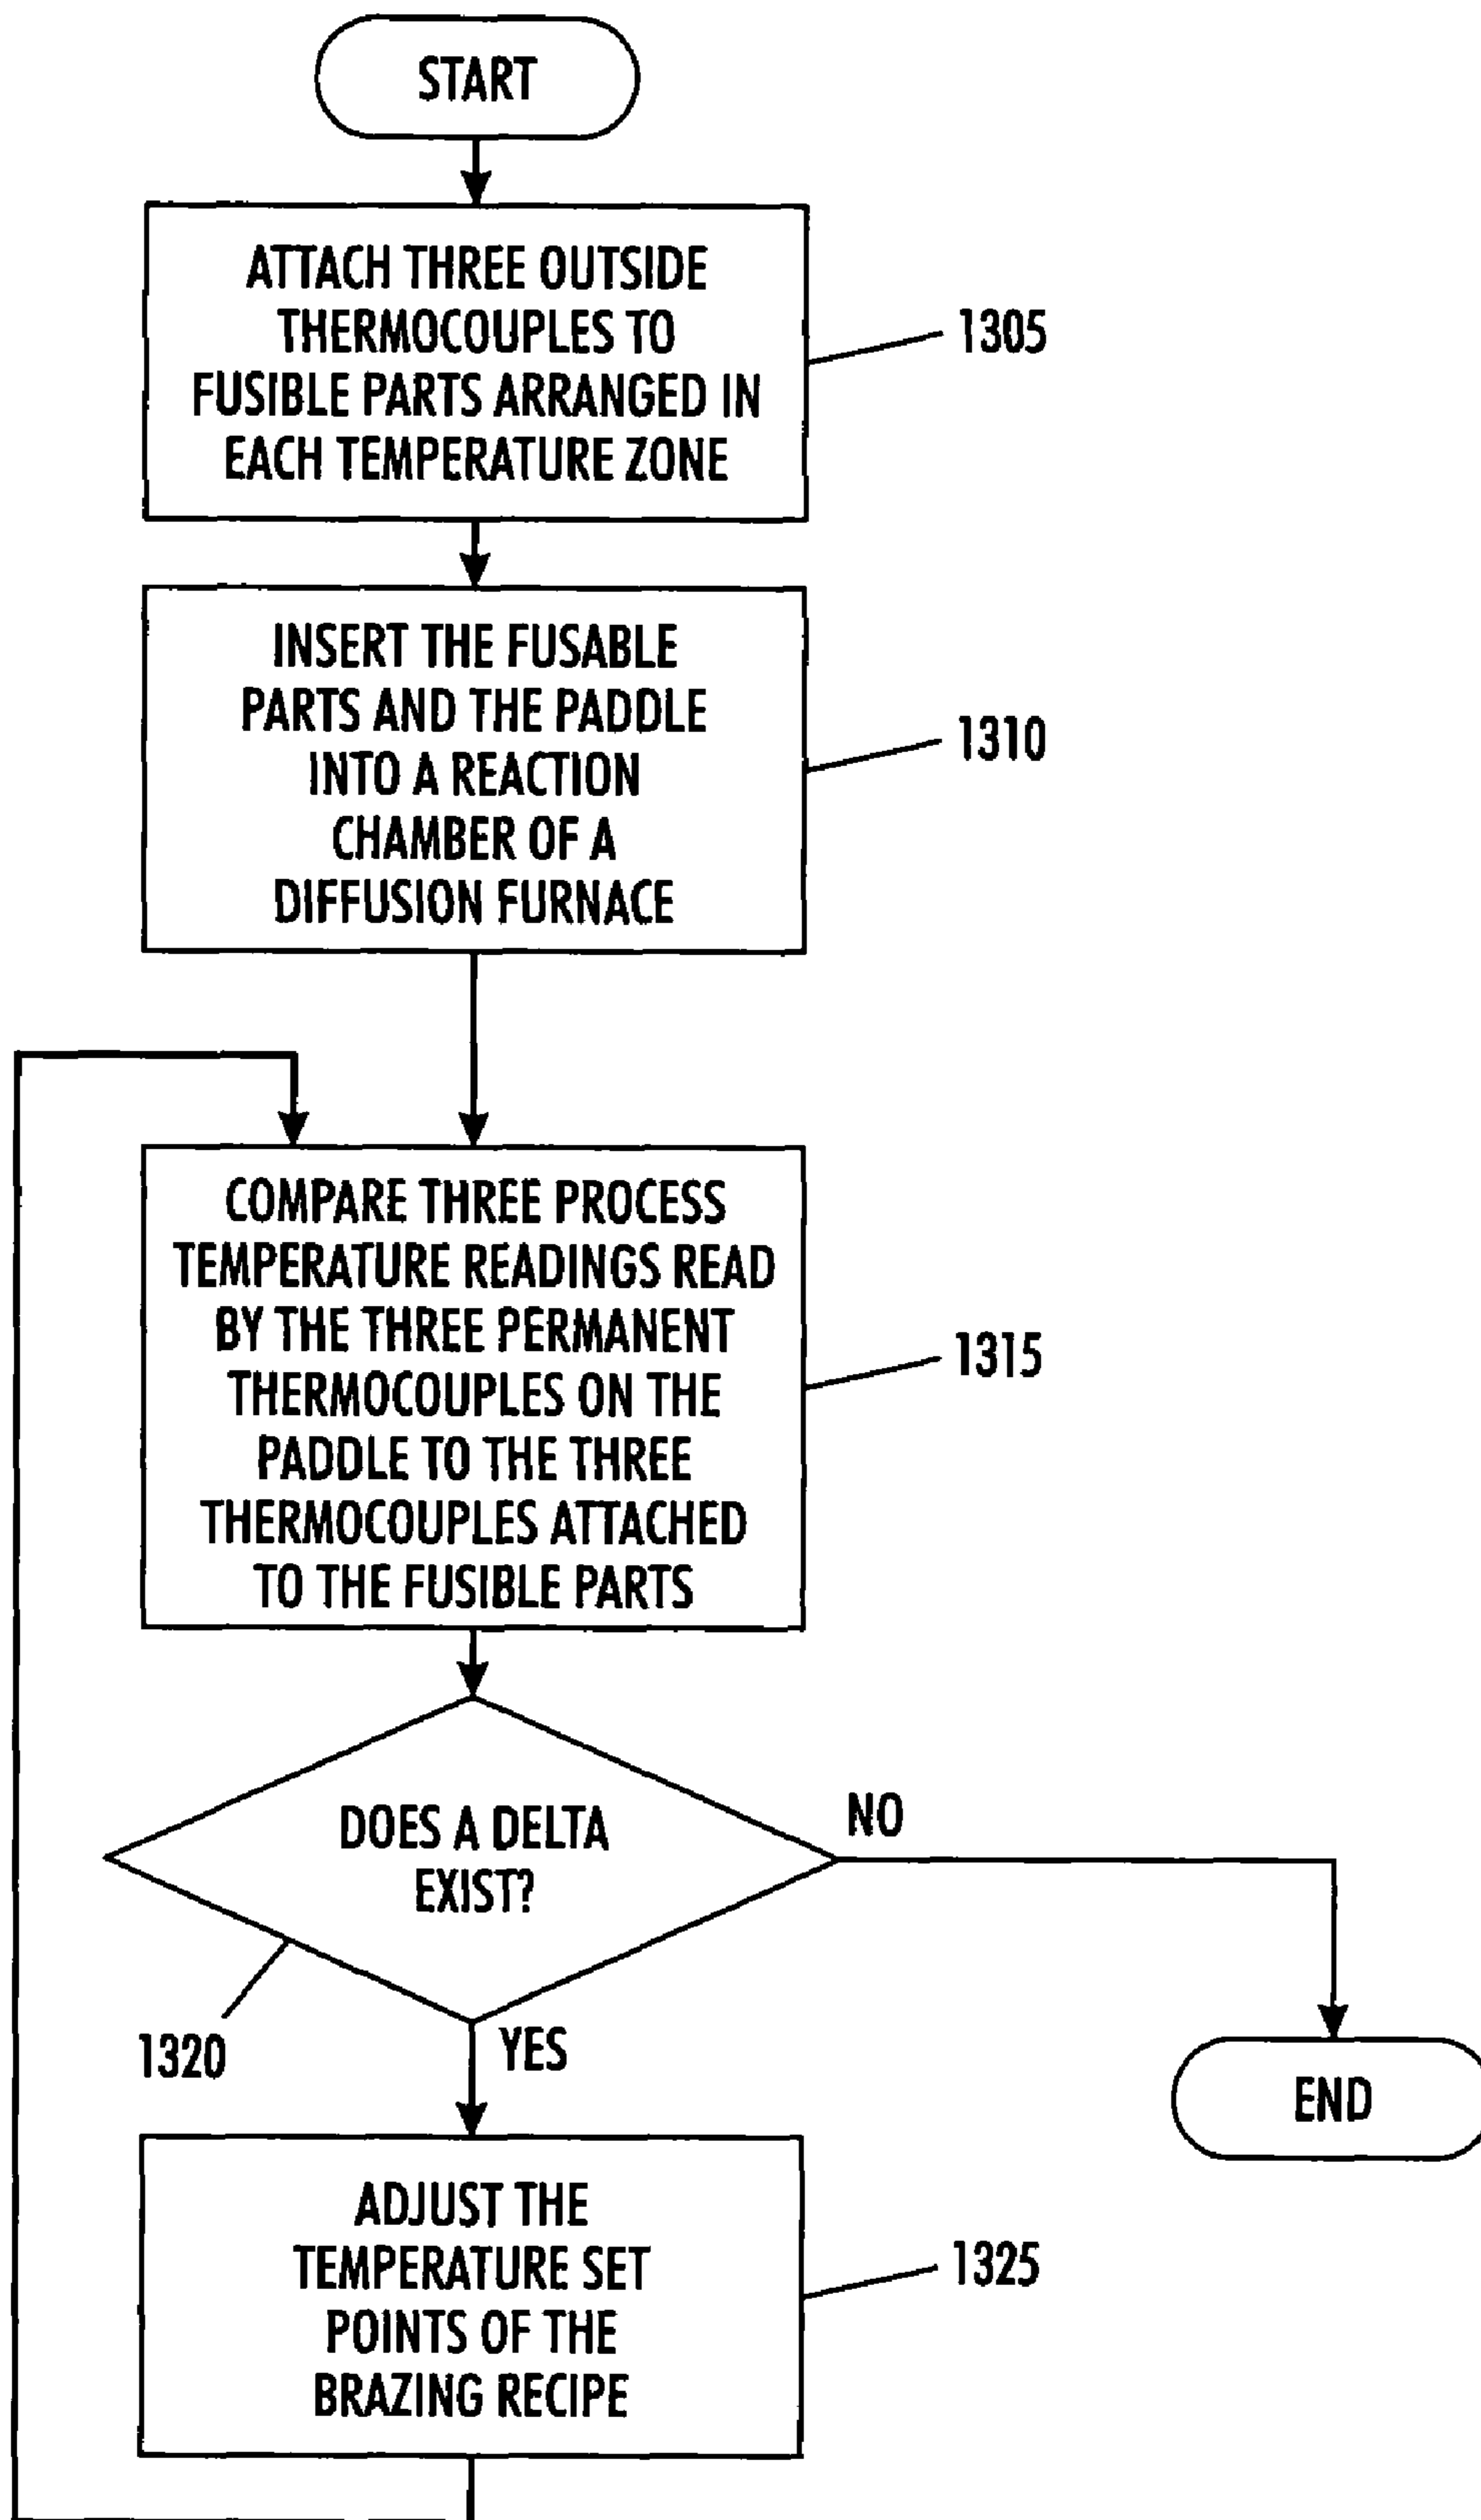 START
ATTACH THREE OUTSIDE
THERMOCOUPLES TO
FUSIBLE PARTS ARRANGED IN
EACH TEMPERATURE ZONE
1305
INSERT THE FUSABLE
PARTS AND THE PADDLE
INTO A REACTION
CHAMBER OF A
DIFFUSION FURNACE
1310
COMPARE THREE PROCESS
TEMPERATURE READINGS READ
BY THE THREE PERMANENT
THERMOCOUPLES ON THE
PADDLE TO THE THREE
THERMOCOUPLES ATTACHED
TO THE FUSIBLE PARTS
1315
DOES A DELTA
EXIST?
NO
1320
YES
END
ADJUST THE
TEMPERATURE SET
POINTS OF THE
BRAZING RECIPE
1325